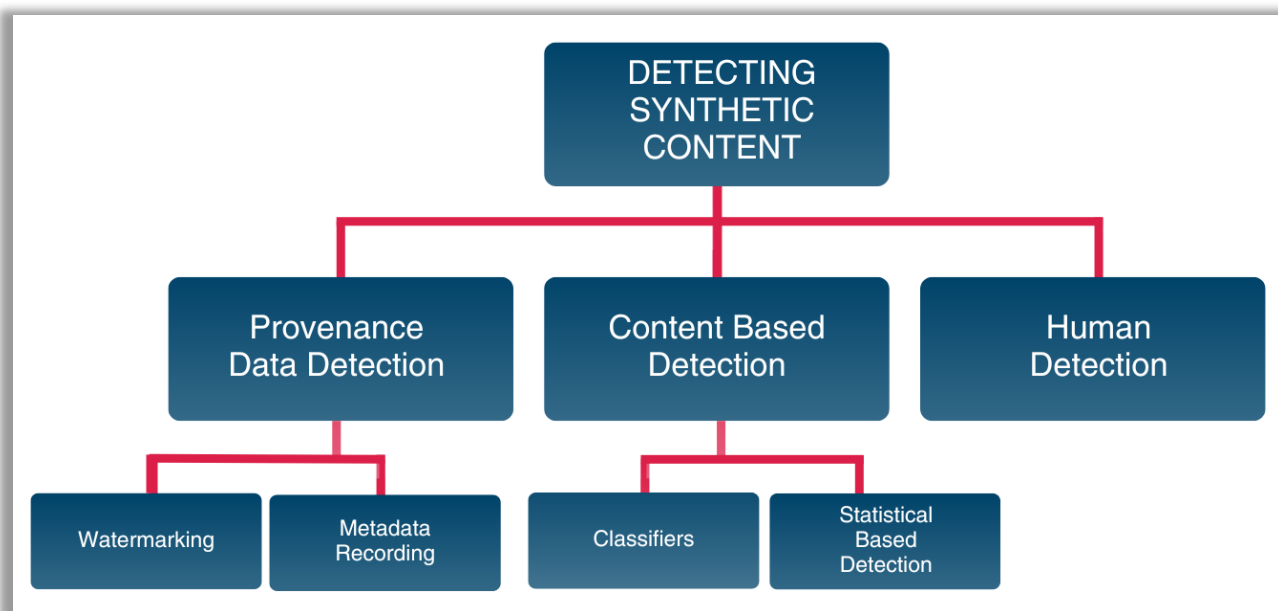 DETECTING
SYNTHETIC
CONTENT
Provenance
Data Detection
Content Based
Detection
Human
Detection
Watermarking
Metadata
Recording
Classifiers
Statistical
Based
Detection